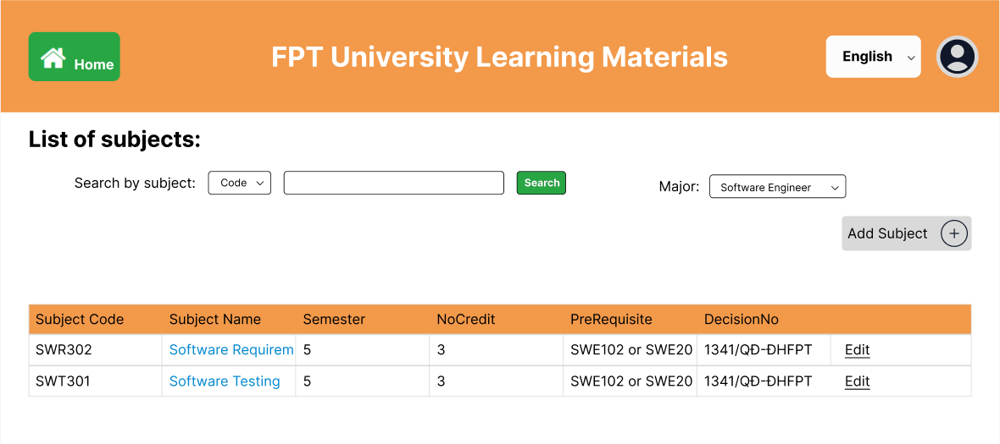 Home
FPT University Learning Materials
English
List of subjects:
Search by subject: Code Search
Major: Software Engineer
Add Subject
Subject Code Subject Name Semester NoCredit PreRequisite DecisionNo
SWR302 Software Requirem 5 3 SWE102 or SWE20 1341/QĐ-ĐHFPT Edit
SWT301 Software Testing 5 3 SWE102 or SWE20 1341/QĐ-ĐHFPT Edit